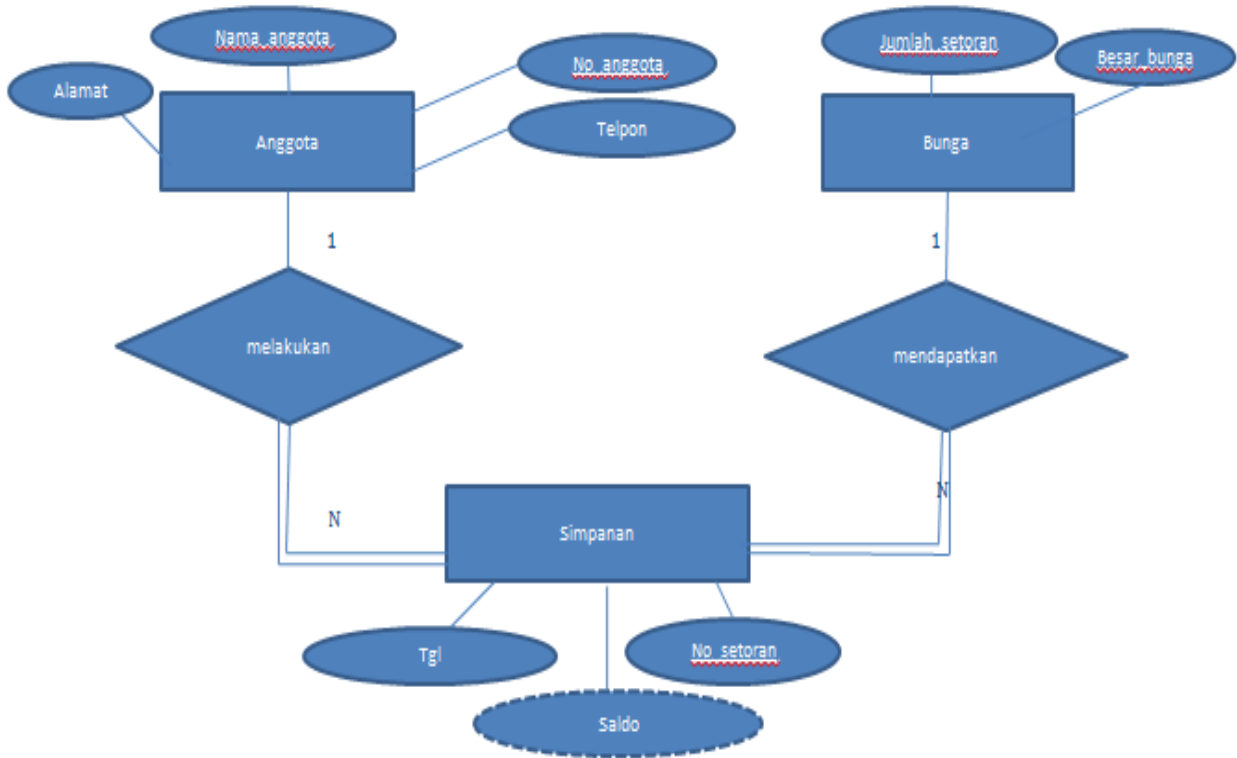 Nama_anggota
Jumlah_setoran
Besar_bunga
No_anggota
Alamat
Telpon
Anggota
Bunga
1
1
melakukan
mendapatkan
N
N
Simpanan
Tgl
No_setoran
Saldo